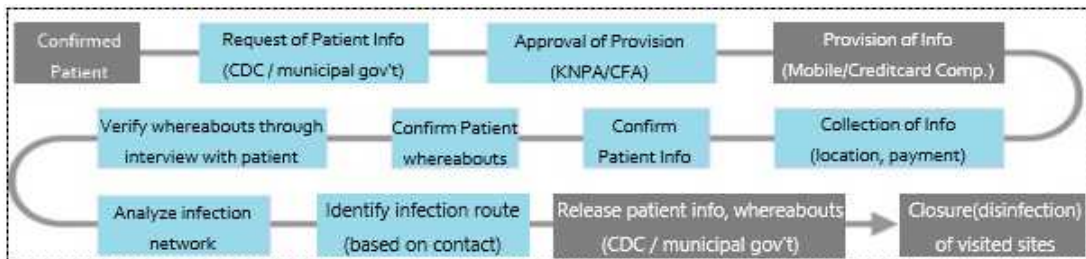 Confirmed
Patient
Request of Patient Info
(CDC / municipal gov't)
Approval of Provision
(KNPA/CFA)
Provision of Info
(Mobile/Creditcard Comp.)
Verify whereabouts through
interview with patient
Confirm Patient
whereabouts
Confirm
Patient Info
Collection of Info
(location, payment)
Analyze infection
network
Identify infection route
(based on contact)
Release patient info, whereabouts
(CDC / municipal gov't)
Closure(disinfection)
of visited sites